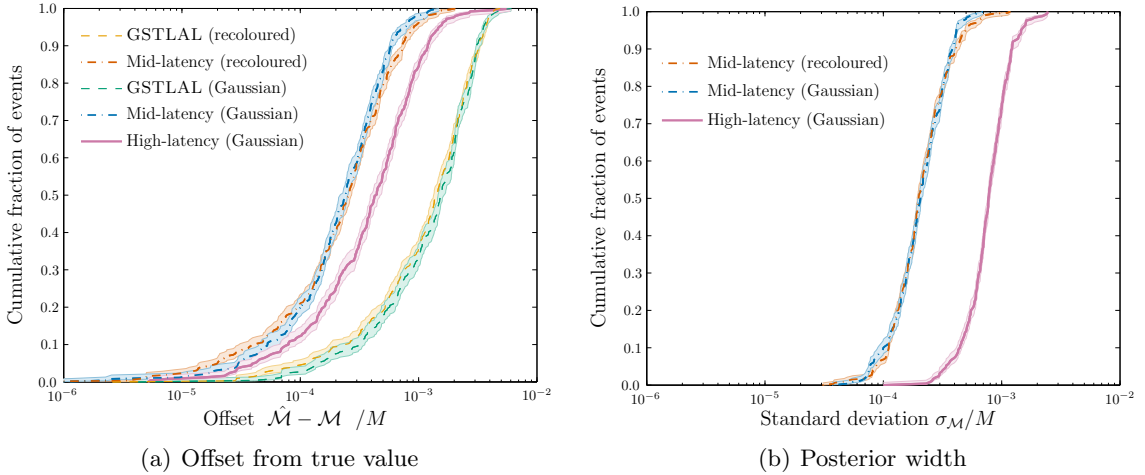 Cumulative fraction of events
1.0
0.9
0.8
0.7
0.6
0.5
0.4
0.3
0.2
0.1
0.0
GSTLAL (recoloured)
Mid-latency (recoloured)
GSTLAL (Gaussian)
Mid-latency (Gaussian)
High-latency (Gaussian)
10⁻⁶ 10⁻⁵ 10⁻⁴ 10⁻³ 10⁻²
Offset ℳ̂ − ℳ /M
(a) Offset from true value
Cumulative fraction of events
1.0
0.9
0.8
0.7
0.6
0.5
0.4
0.3
0.2
0.1
0.0
Mid-latency (recoloured)
Mid-latency (Gaussian)
High-latency (Gaussian)
10⁻⁶ 10⁻⁵ 10⁻⁴ 10⁻³ 10⁻²
Standard deviation σ_ℳ/M
(b) Posterior width